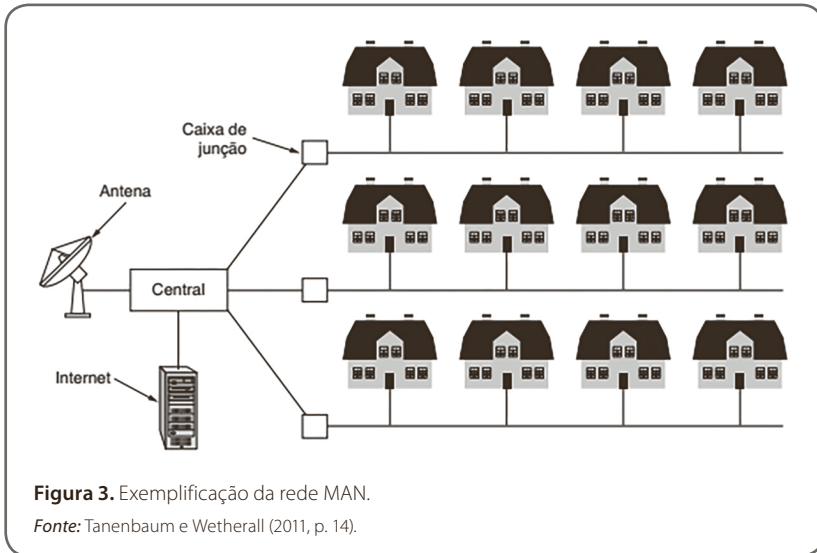 Caixa de
junção
Antena
Central
Internet
Figura 3. Exemplificação da rede MAN.
Fonte: Tanenbaum e Wetherall (2011, p. 14).